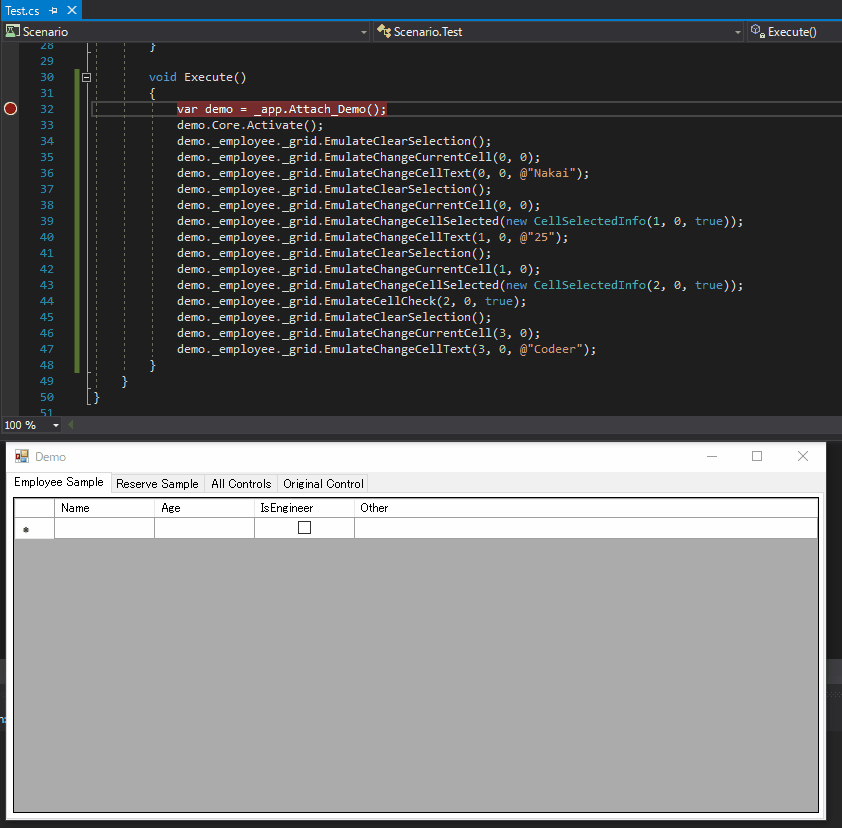 Test.cs
Scenario Scenario.Test Execute()
28 }
29
30 void Execute()
31 {
32 var demo = _app.Attach_Demo();
33 demo.Core.Activate();
34 demo._employee._grid.EmulateClearSelection();
35 demo._employee._grid.EmulateChangeCurrentCell(0, 0);
36 demo._employee._grid.EmulateChangeCellText(0, 0, @"Nakai");
37 demo._employee._grid.EmulateClearSelection();
38 demo._employee._grid.EmulateChangeCurrentCell(0, 0);
39 demo._employee._grid.EmulateChangeCellSelected(new CellSelectedInfo(1, 0, true));
40 demo._employee._grid.EmulateChangeCellText(1, 0, @"25");
41 demo._employee._grid.EmulateClearSelection();
42 demo._employee._grid.EmulateChangeCurrentCell(1, 0);
43 demo._employee._grid.EmulateChangeCellSelected(new CellSelectedInfo(2, 0, true));
44 demo._employee._grid.EmulateCellCheck(2, 0, true);
45 demo._employee._grid.EmulateClearSelection();
46 demo._employee._grid.EmulateChangeCurrentCell(3, 0);
47 demo._employee._grid.EmulateChangeCellText(3, 0, @"Codeer");
48 }
49 }
50 }
51
100 %
Demo
Employee Sample Reserve Sample All Controls Original Control
Name Age IsEngineer Other
*